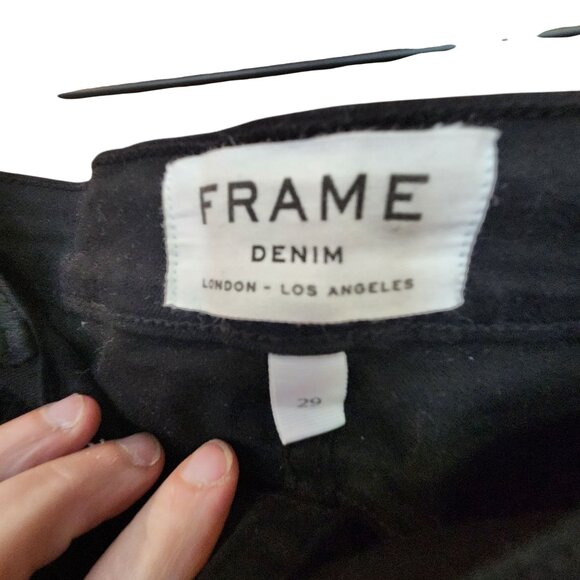 FRAME
DENIM
LONDON - LOS ANGELES
29